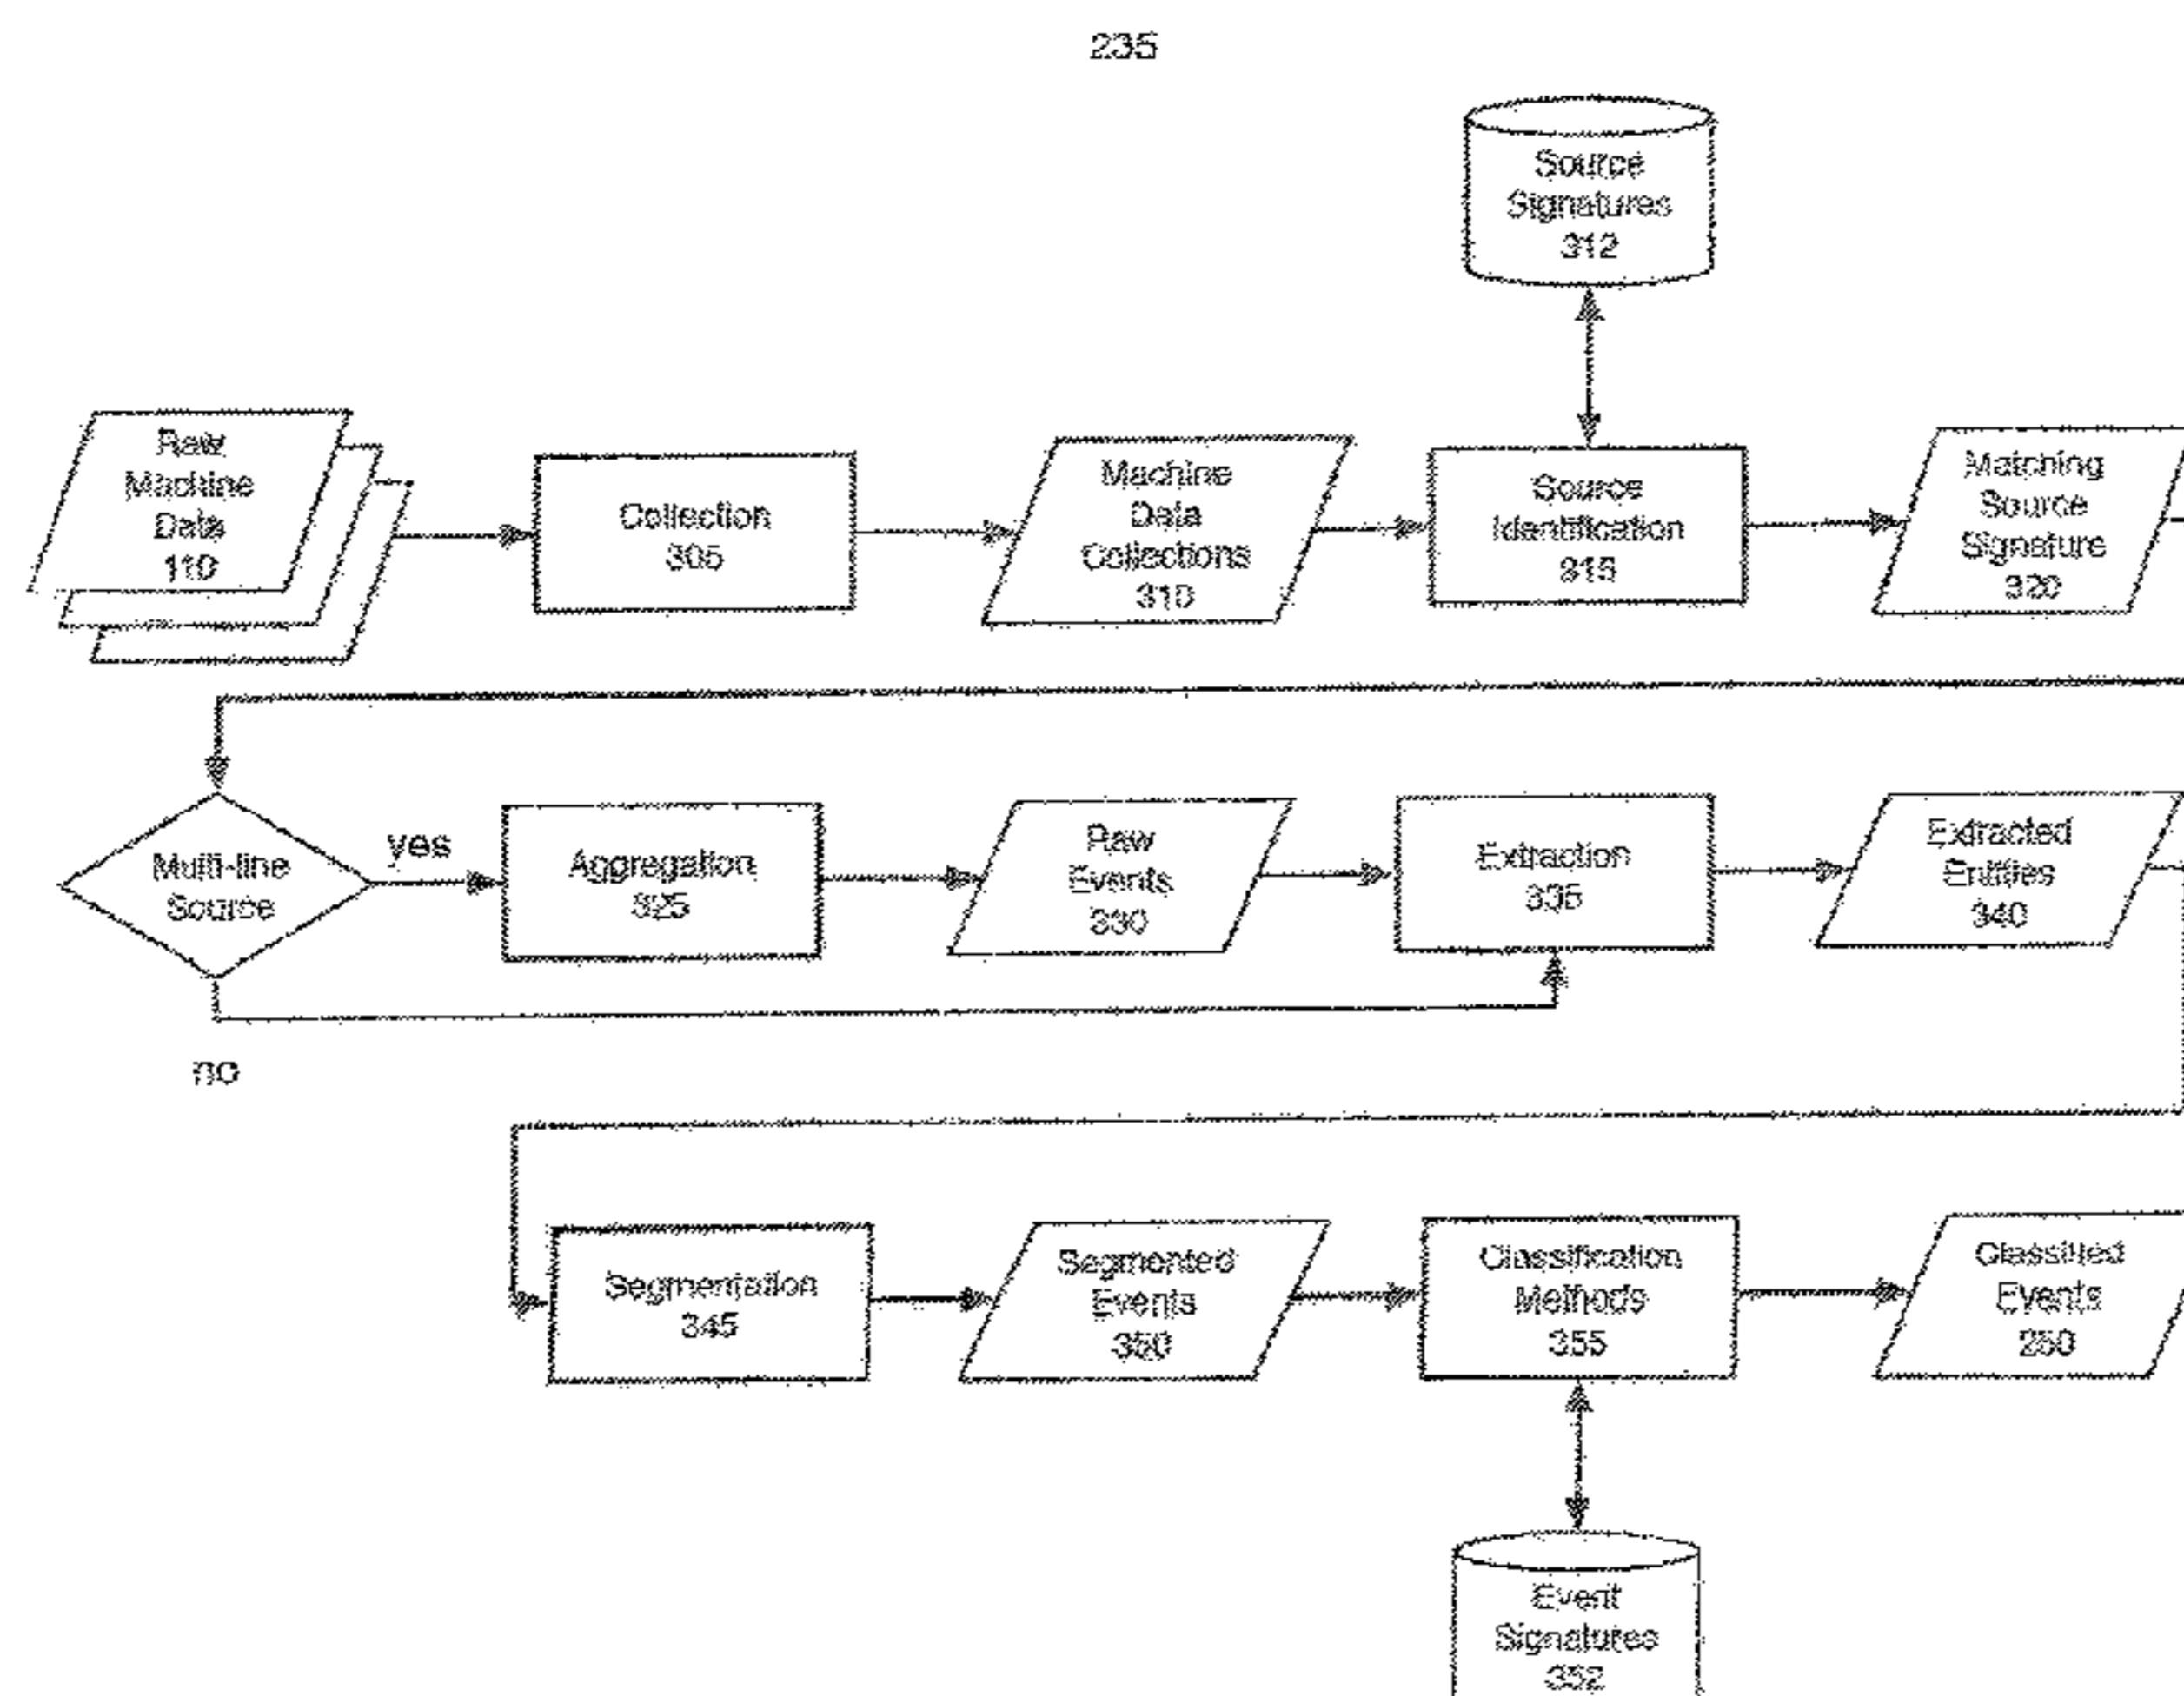 235
Source
Signatures
312
Raw
Machine
Data
110
Collection
305
Machine
Data
Collections
310
Source
Identification
315
Matching
Source
Signature
320
Multi-line
Source
yes
Aggregation
325
Raw
Events
330
Extraction
335
Extracted
Entities
340
no
Segmentation
345
Segmented
Events
350
Classification
Methods
355
Classified
Events
250
Event
Signatures
352